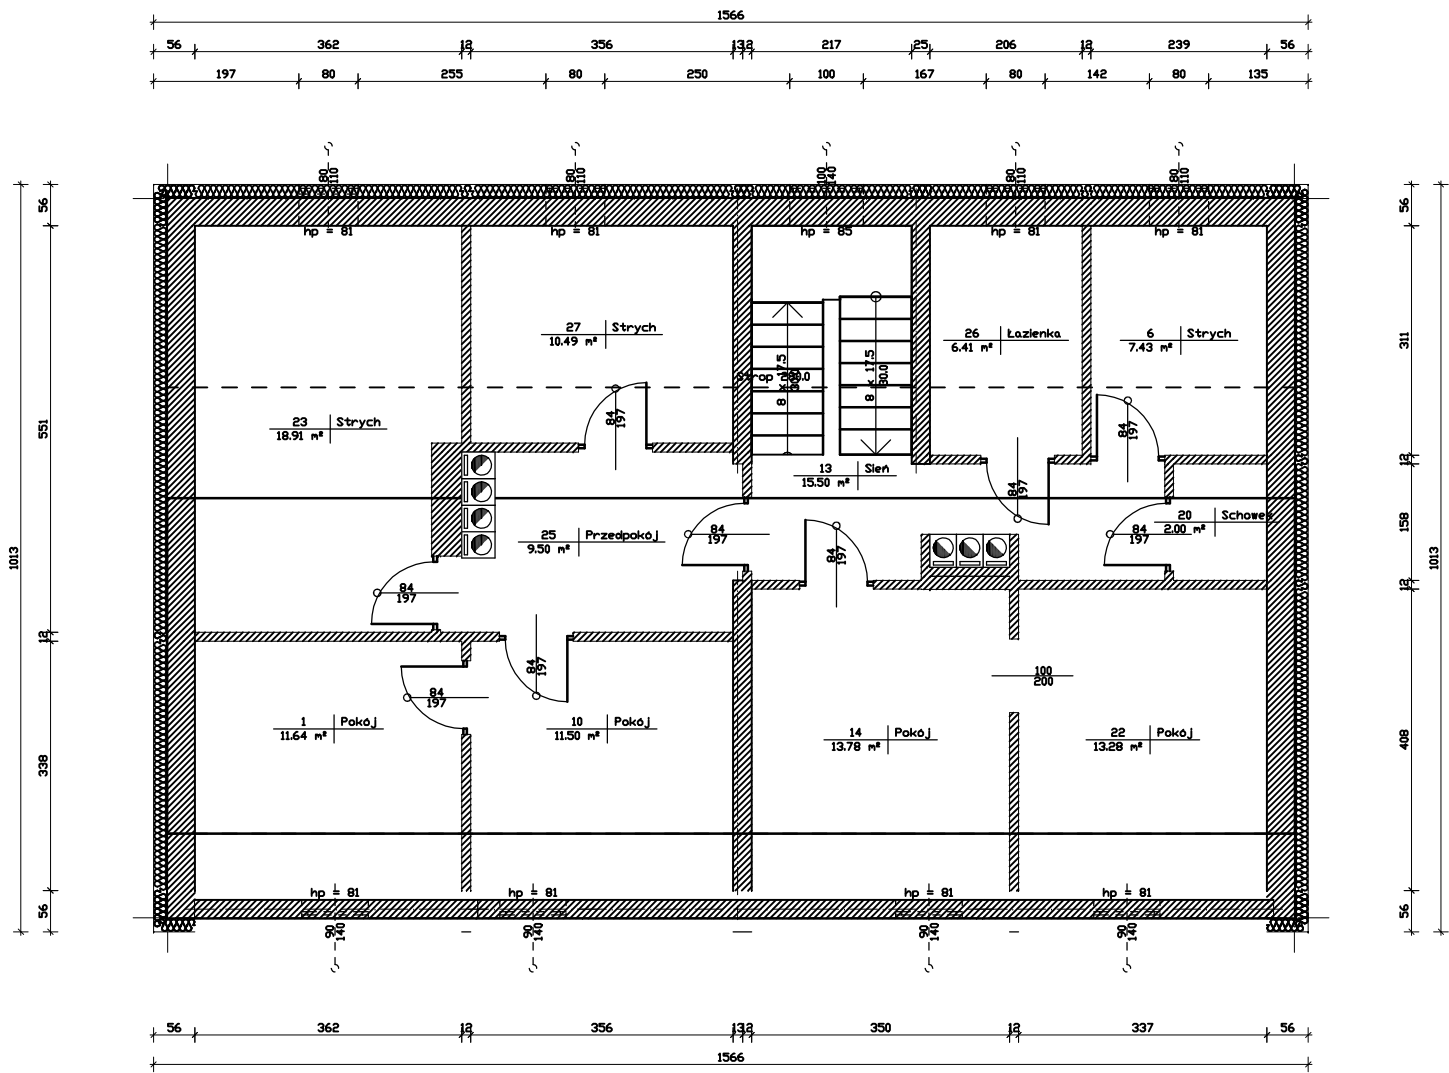 1566
56 362 12 356 13 12 217 25 206 12 239 56
197 80 255 80 250 100 167 80 142 80 135
80 80 100 80 80
110 110 140 110 110
hp = 81 hp = 81 hp = 85 hp = 81 hp = 81
56 56
27 Strych
10.49 m²
26 Łazienka
6.41 m²
6 Strych
7.43 m²
311
8 x 17.5
30.0
8 x 17.5
30.0
23 Strych
18.91 m²
551
84
197
84
197
12
13 Sień
15.50 m²
84
197
20 Schowek
2.00 m²
158
25 Przedpokój
9.50 m²
84
197
84
197
84
197
1013 1013
84
197
12
12
84
197
100
200
84
197
1 Pokój
11.64 m²
10 Pokój
11.50 m²
14 Pokój
13.78 m²
22 Pokój
13.28 m²
338 408
hp = 81 hp = 81 hp = 81 hp = 81
56 56
90 90 90 90
140 140 140 140
56 362 12 356 13 12 350 12 337 56
1566